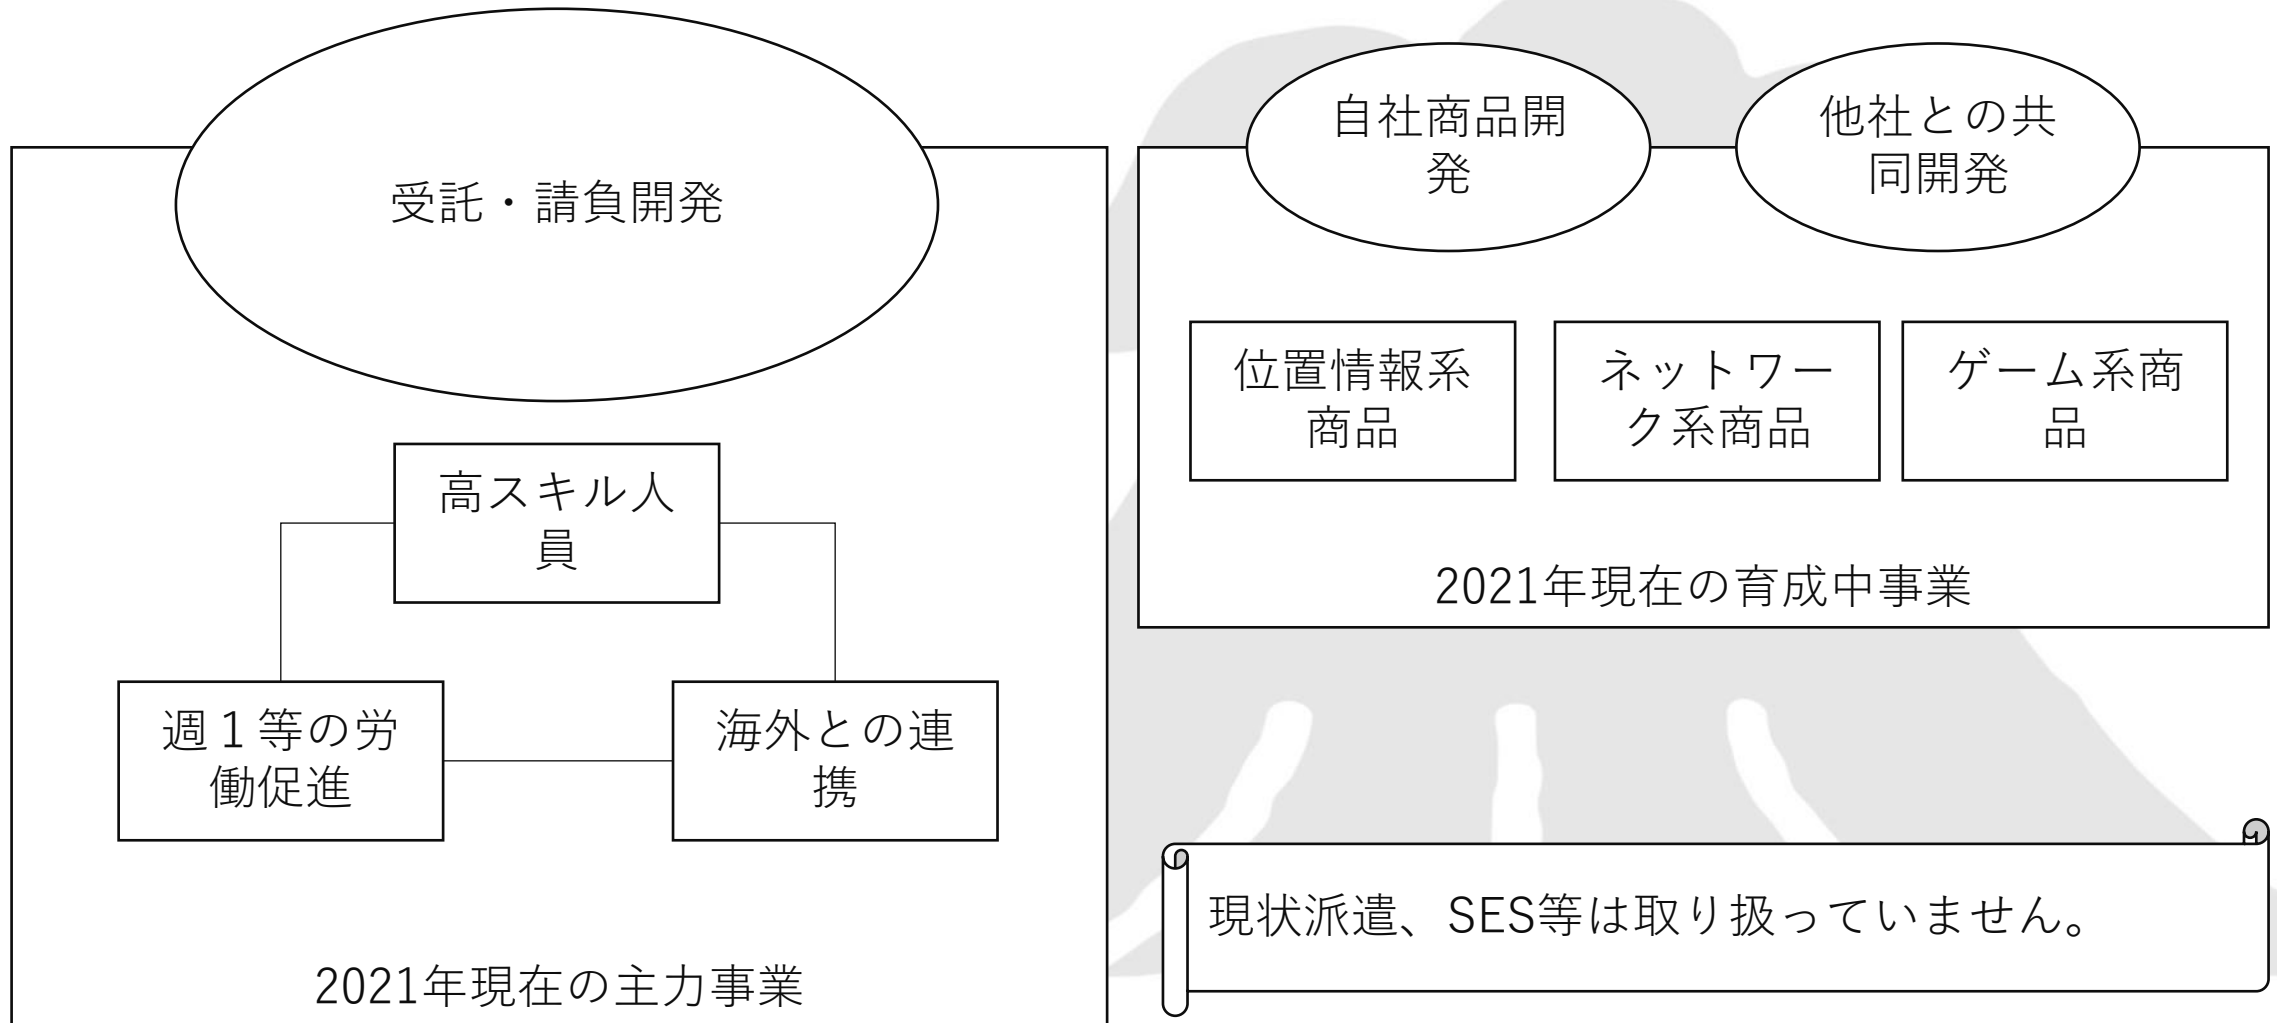 受託・請負開発
高スキル人
員
週１等の労
働促進
海外との連
携
2021年現在の主力事業
自社商品開
発
他社との共
同開発
位置情報系
商品
ネットワー
ク系商品
ゲーム系商
品
2021年現在の育成中事業
現状派遣、SES等は取り扱っていません。